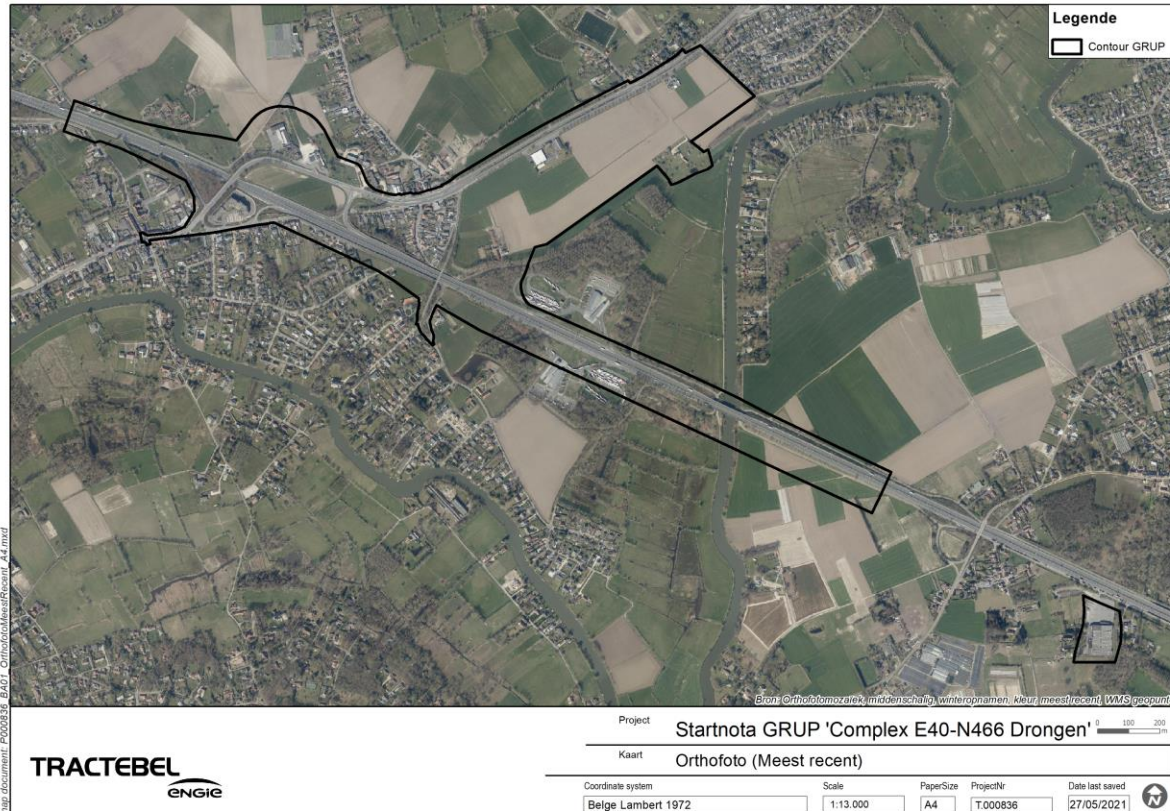 Legende
Contour GRUP
Bron: Orthofotomozaïek, middenschalig, winteropnamen, kleur, meest recent, WMS geopunt
map document: P000836_BA01_OrthofotoMeestRecent_A4.mxd
TRACTEBEL
ENGIE
Project
Startnota GRUP 'Complex E40-N466 Drongen'
0 100 200
m
Kaart
Orthofoto (Meest recent)
Coordinate system Scale PaperSize ProjectNr Date last saved
Belge Lambert 1972 1:13.000 A4 T.000836 27/05/2021